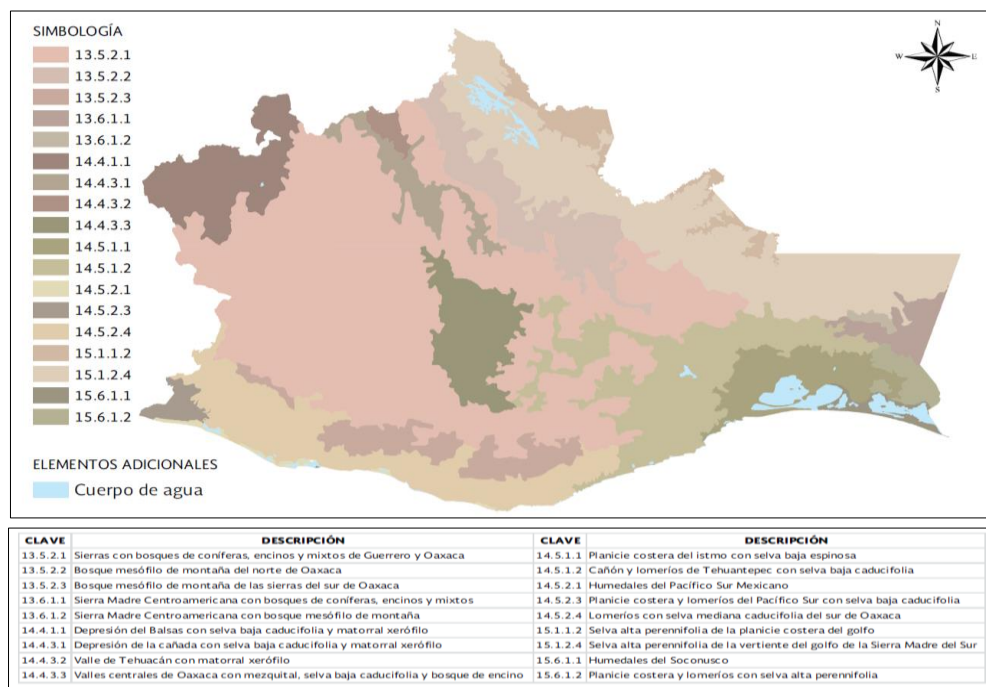 SIMBOLOGÍA
13.5.2.1
13.5.2.2
13.5.2.3
13.6.1.1
13.6.1.2
14.4.1.1
14.4.3.1
14.4.3.2
14.4.3.3
14.5.1.1
14.5.1.2
14.5.2.1
14.5.2.3
14.5.2.4
15.1.1.2
15.1.2.4
15.6.1.1
15.6.1.2
ELEMENTOS ADICIONALES
Cuerpo de agua
N
W E
S
CLAVE DESCRIPCIÓN
13.5.2.1 Sierras con bosques de coníferas, encinos y mixtos de Guerrero y Oaxaca
13.5.2.2 Bosque mesófilo de montaña del norte de Oaxaca
13.5.2.3 Bosque mesófilo de montaña de las sierras del sur de Oaxaca
13.6.1.1 Sierra Madre Centroamericana con bosques de coníferas, encinos y mixtos
13.6.1.2 Sierra Madre Centroamericana con bosque mesófilo de montaña
14.4.1.1 Depresión del Balsas con selva baja caducifolia y matorral xerófilo
14.4.3.1 Depresión de la cañada con selva baja caducifolia y matorral xerófilo
14.4.3.2 Valle de Tehuacán con matorral xerófilo
14.4.3.3 Valles centrales de Oaxaca con mezquital, selva baja caducifolia y bosque de encino
CLAVE DESCRIPCIÓN
14.5.1.1 Planicie costera del istmo con selva baja espinosa
14.5.1.2 Cañón y lomeríos de Tehuantepec con selva baja caducifolia
14.5.2.1 Humedales del Pacífico Sur Mexicano
14.5.2.3 Planicie costera y lomeríos del Pacífico Sur con selva baja caducifolia
14.5.2.4 Lomeríos con selva mediana caducifolia del sur de Oaxaca
15.1.1.2 Selva alta perennifolia de la planicie costera del golfo
15.1.2.4 Selva alta perennifolia de la vertiente del golfo de la Sierra Madre del Sur
15.6.1.1 Humedales del Soconusco
15.6.1.2 Planicie costera y lomeríos con selva alta perennifolia